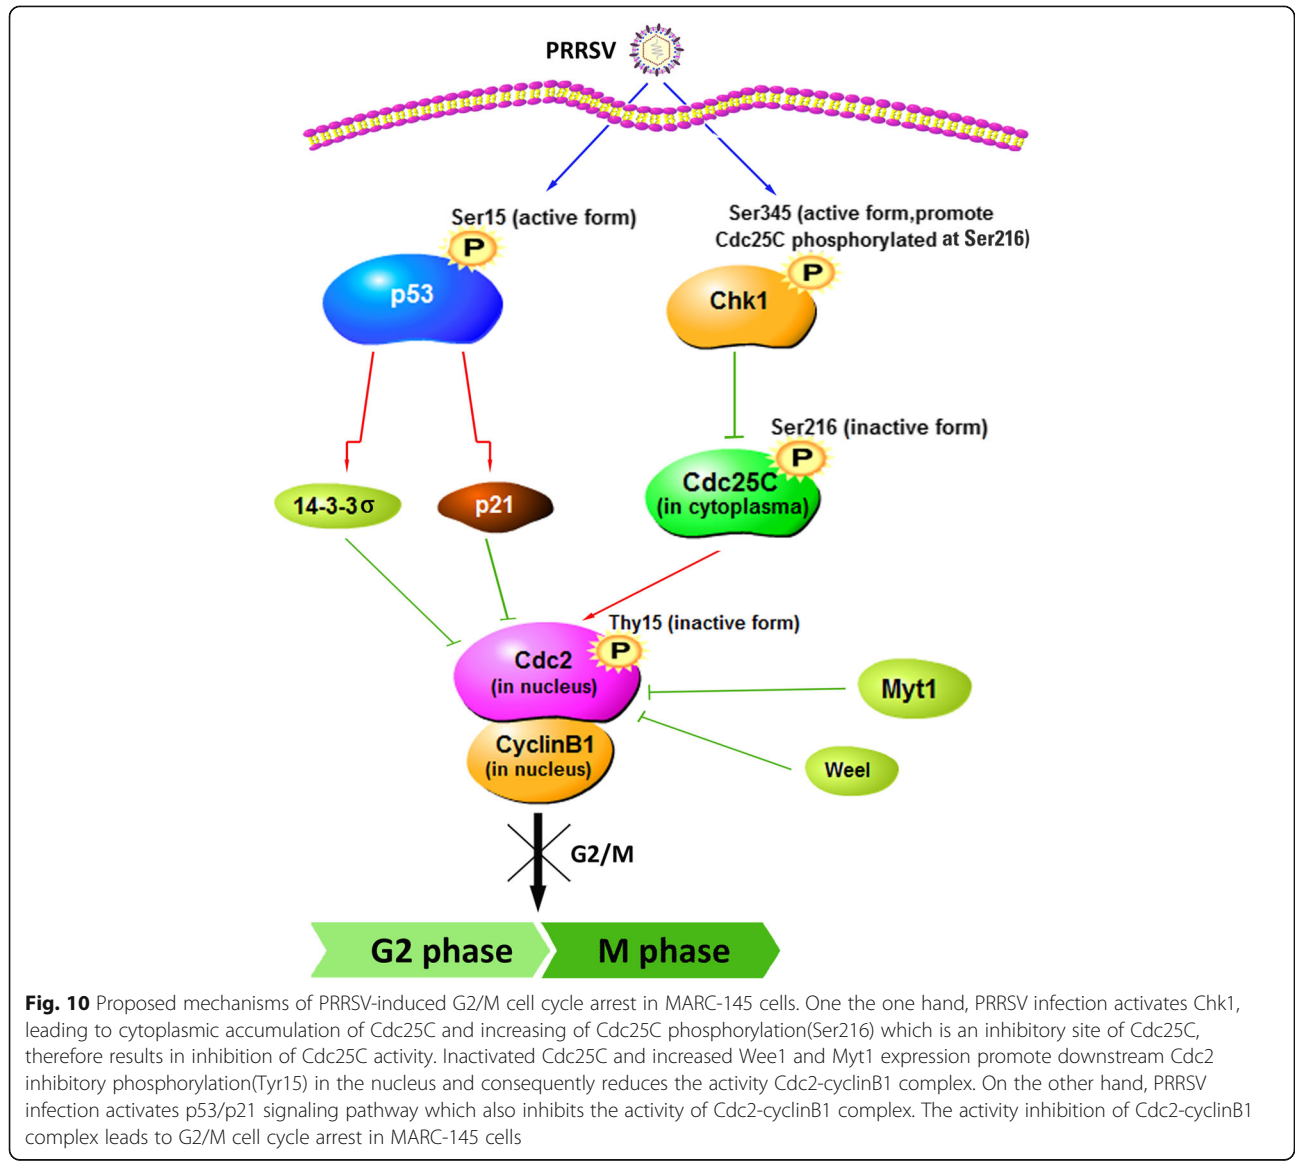 PRRSV
Ser15 (active form)
P
p53
Ser345 (active form,promote
Cdc25C phosphorylated at Ser216)
P
Chk1
Ser216 (inactive form)
P
Cdc25C
(in cytoplasma)
14-3-3σ
p21
Thy15 (inactive form)
P
Cdc2
(in nucleus)
CyclinB1
(in nucleus)
Myt1
Weel
G2/M
G2 phase
M phase
Fig. 10 Proposed mechanisms of PRRSV-induced G2/M cell cycle arrest in MARC-145 cells. One the one hand, PRRSV infection activates Chk1,
leading to cytoplasmic accumulation of Cdc25C and increasing of Cdc25C phosphorylation(Ser216) which is an inhibitory site of Cdc25C,
therefore results in inhibition of Cdc25C activity. Inactivated Cdc25C and increased Wee1 and Myt1 expression promote downstream Cdc2
inhibitory phosphorylation(Tyr15) in the nucleus and consequently reduces the activity Cdc2-cyclinB1 complex. On the other hand, PRRSV
infection activates p53/p21 signaling pathway which also inhibits the activity of Cdc2-cyclinB1 complex. The activity inhibition of Cdc2-cyclinB1
complex leads to G2/M cell cycle arrest in MARC-145 cells